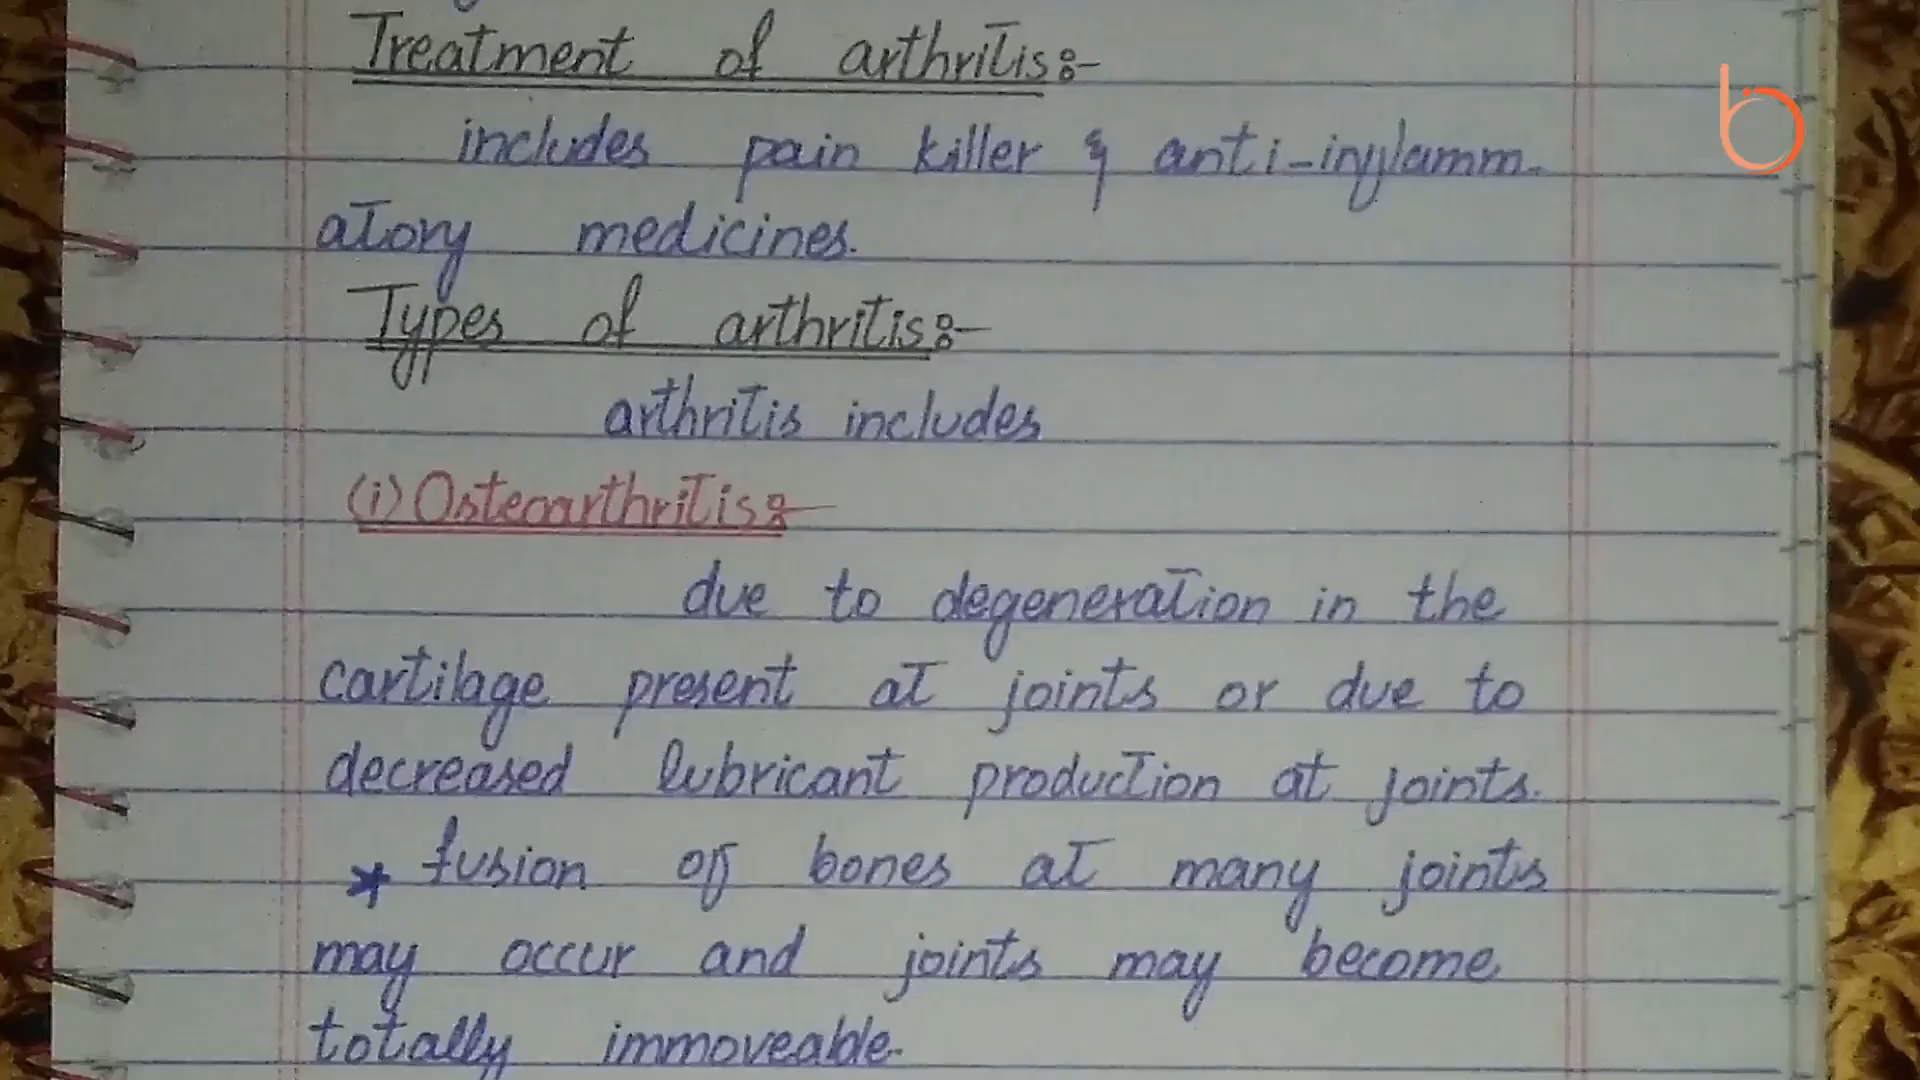 Treatment of arthritis:-
includes pain killer & anti-inflamm-
atory medicines.
Types of arthritis:-
arthritis includes
(i) Osteoarthritis:-
due to degeneration in the
cartilage present at joints or due to
decreased lubricant production at joints.
* fusion of bones at many joints
may occur and joints may become
totally immoveable.